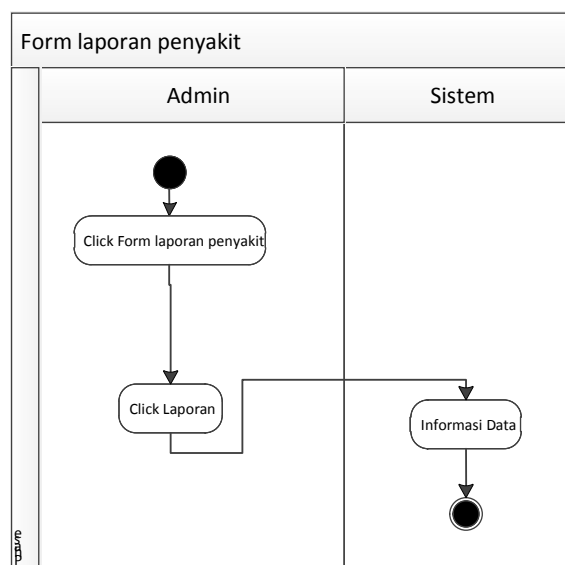 Form laporan penyakit
Admin
Sistem
Click Form laporan penyakit
Click Laporan
Informasi Data